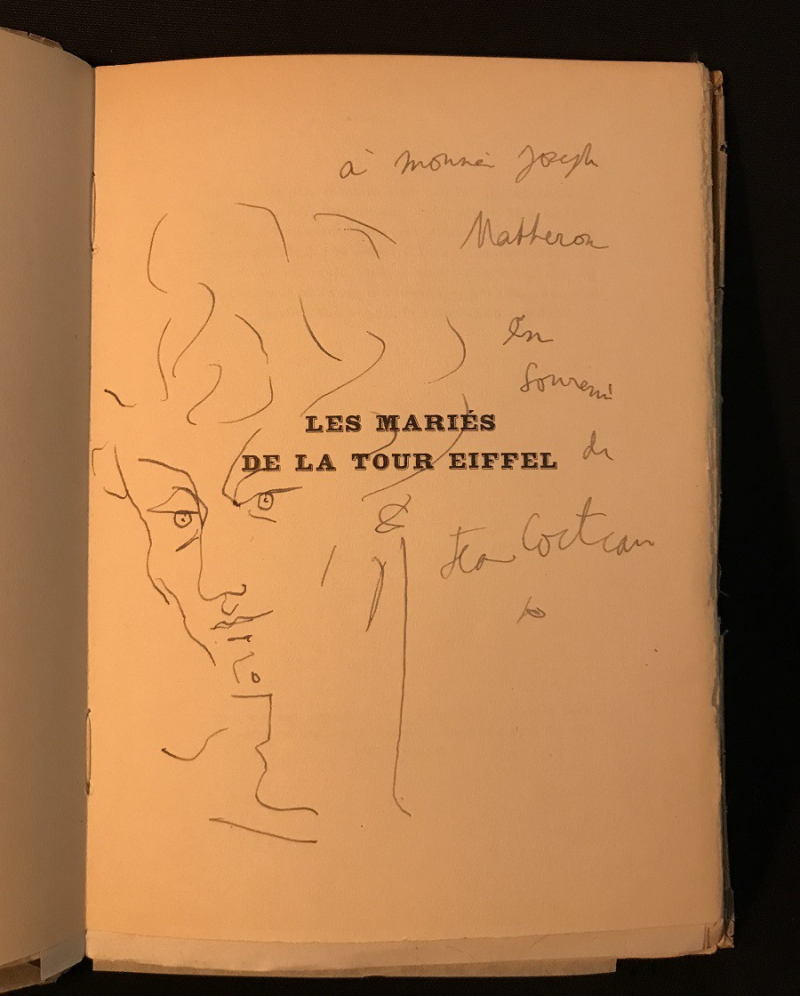 à monsieur Joseph
Matheron
En
souvenir
LES MARIÉS
DE LA TOUR EIFFEL
de
Jean Cocteau